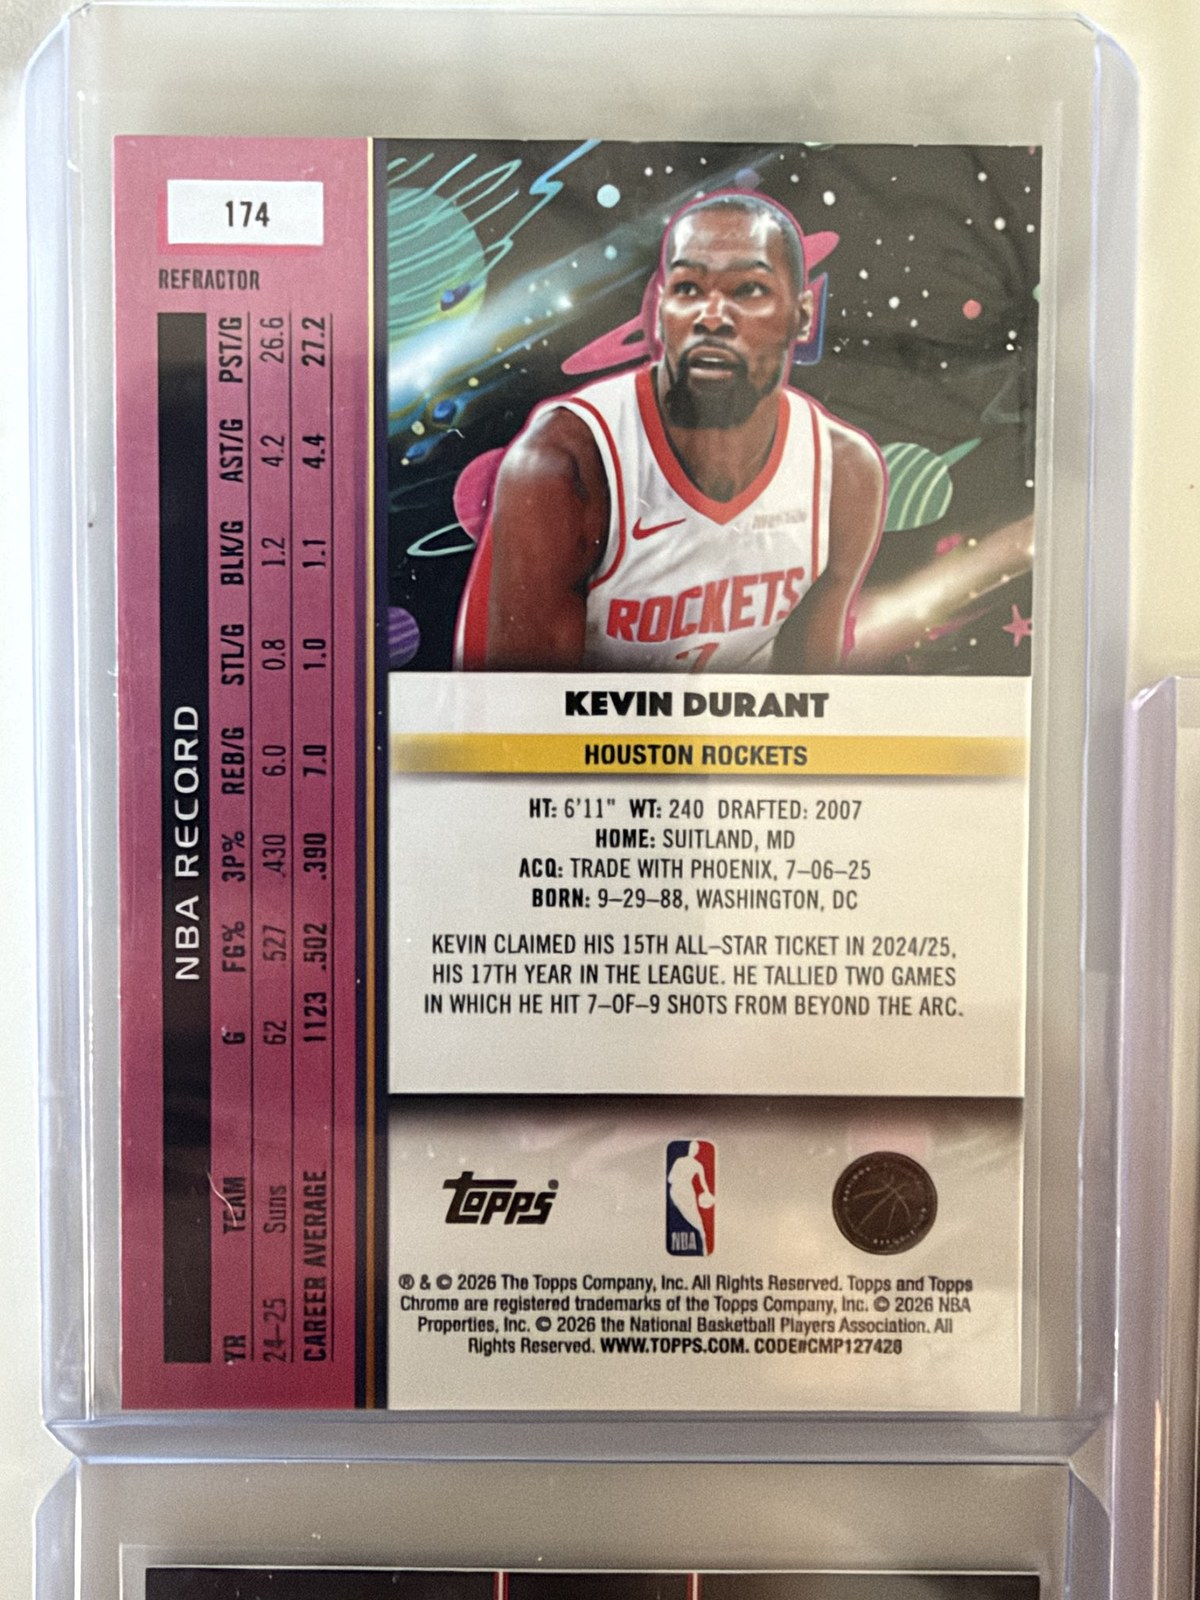 174
REFRACTOR
NBA RECORD
YR TEAM G FG% 3P% REB/G STL/G BLK/G AST/G PST/G
24–25 Suns 62 .527 .430 6.0 0.8 1.2 4.2 26.6
CAREER AVERAGE 1123 .502 .390 7.0 1.0 1.1 4.4 27.2
ROCKETS
7
KEVIN DURANT
HOUSTON ROCKETS
HT: 6'11" WT: 240 DRAFTED: 2007
HOME: SUITLAND, MD
ACQ: TRADE WITH PHOENIX, 7–06–25
BORN: 9–29–88, WASHINGTON, DC
KEVIN CLAIMED HIS 15TH ALL–STAR TICKET IN 2024/25,
HIS 17TH YEAR IN THE LEAGUE. HE TALLIED TWO GAMES
IN WHICH HE HIT 7–OF–9 SHOTS FROM BEYOND THE ARC.
Topps
NBA
® & © 2026 The Topps Company, Inc. All Rights Reserved. Topps and Topps
Chrome are registered trademarks of the Topps Company, Inc. © 2026 NBA
Properties, Inc. © 2026 the National Basketball Players Association. All
Rights Reserved. WWW.TOPPS.COM. CODE#CMP127428